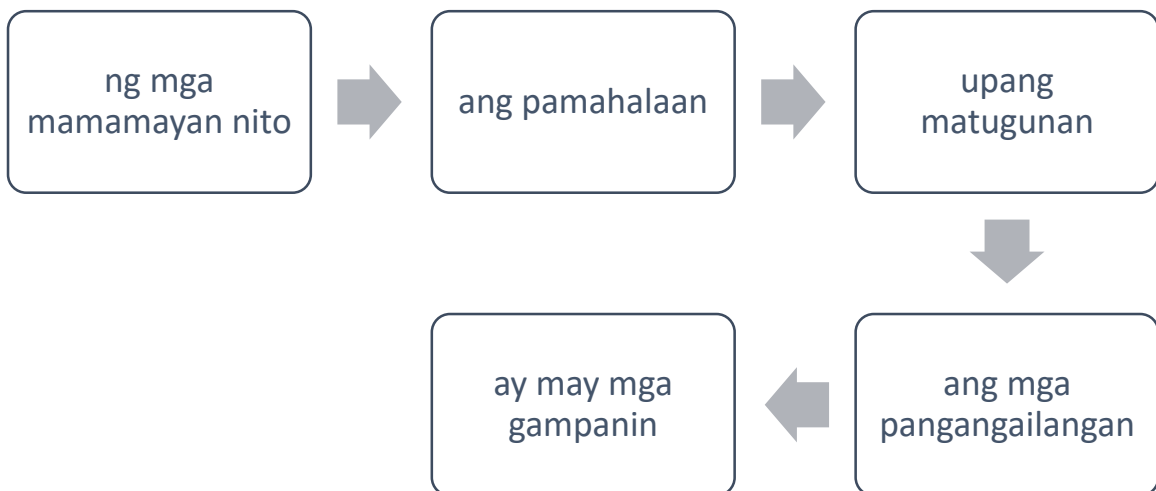 ng mga
mamamayan nito
ang pamahalaan
upang
matugunan
ang mga
pangangailangan
ay may mga
gampanin